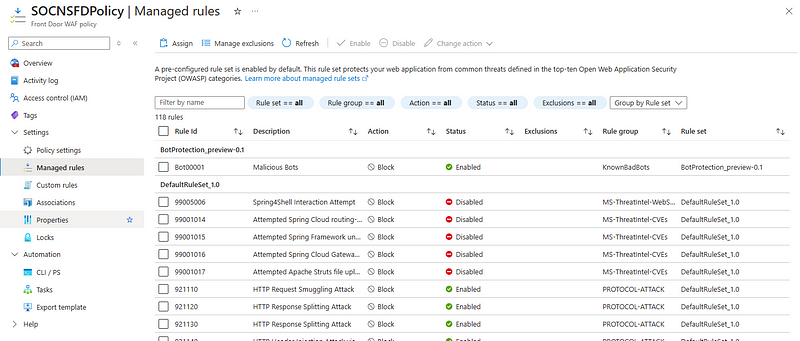 SOCNSFDPolicy | Managed rules
Front Door WAF policy
Search
Overview
Activity log
Access control (IAM)
Tags
Settings
Policy settings
Managed rules
Custom rules
Associations
Properties
Locks
Automation
CLI / PS
Tasks
Export template
Help
Assign Manage exclusions Refresh Enable Disable Change action
A pre-configured rule set is enabled by default. This rule set protects your web application from common threats defined in the top-ten Open Web Application Security
Project (OWASP) categories. Learn more about managed rule sets
Filter by name Rule set == all Rule group == all Action == all Status == all Exclusions == all Group by Rule set
118 rules
Rule Id Description Action Status Exclusions Rule group Rule set
BotProtection_preview-0.1
Bot00001 Malicious Bots Block Enabled KnownBadBots BotProtection_preview-0.1
DefaultRuleSet_1.0
99005006 Spring4Shell Interaction Attempt Block Disabled MS-ThreatIntel-WebS... DefaultRuleSet_1.0
99001014 Attempted Spring Cloud routing-... Block Disabled MS-ThreatIntel-CVEs DefaultRuleSet_1.0
99001015 Attempted Spring Framework un... Block Disabled MS-ThreatIntel-CVEs DefaultRuleSet_1.0
99001016 Attempted Spring Cloud Gatewa... Block Disabled MS-ThreatIntel-CVEs DefaultRuleSet_1.0
99001017 Attempted Apache Struts file upl... Block Disabled MS-ThreatIntel-CVEs DefaultRuleSet_1.0
921110 HTTP Request Smuggling Attack Block Enabled PROTOCOL-ATTACK DefaultRuleSet_1.0
921120 HTTP Response Splitting Attack Block Enabled PROTOCOL-ATTACK DefaultRuleSet_1.0
921130 HTTP Response Splitting Attack Block Enabled PROTOCOL-ATTACK DefaultRuleSet_1.0